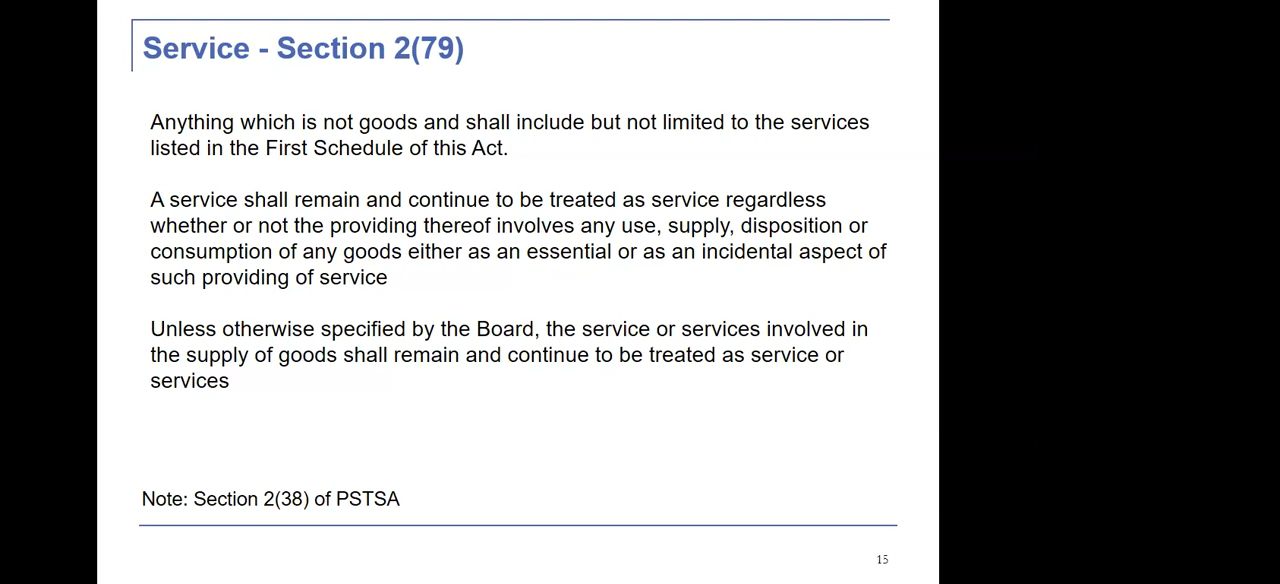 Service - Section 2(79)
Anything which is not goods and shall include but not limited to the services
listed in the First Schedule of this Act.
A service shall remain and continue to be treated as service regardless
whether or not the providing thereof involves any use, supply, disposition or
consumption of any goods either as an essential or as an incidental aspect of
such providing of service
Unless otherwise specified by the Board, the service or services involved in
the supply of goods shall remain and continue to be treated as service or
services
Note: Section 2(38) of PSTSA
15